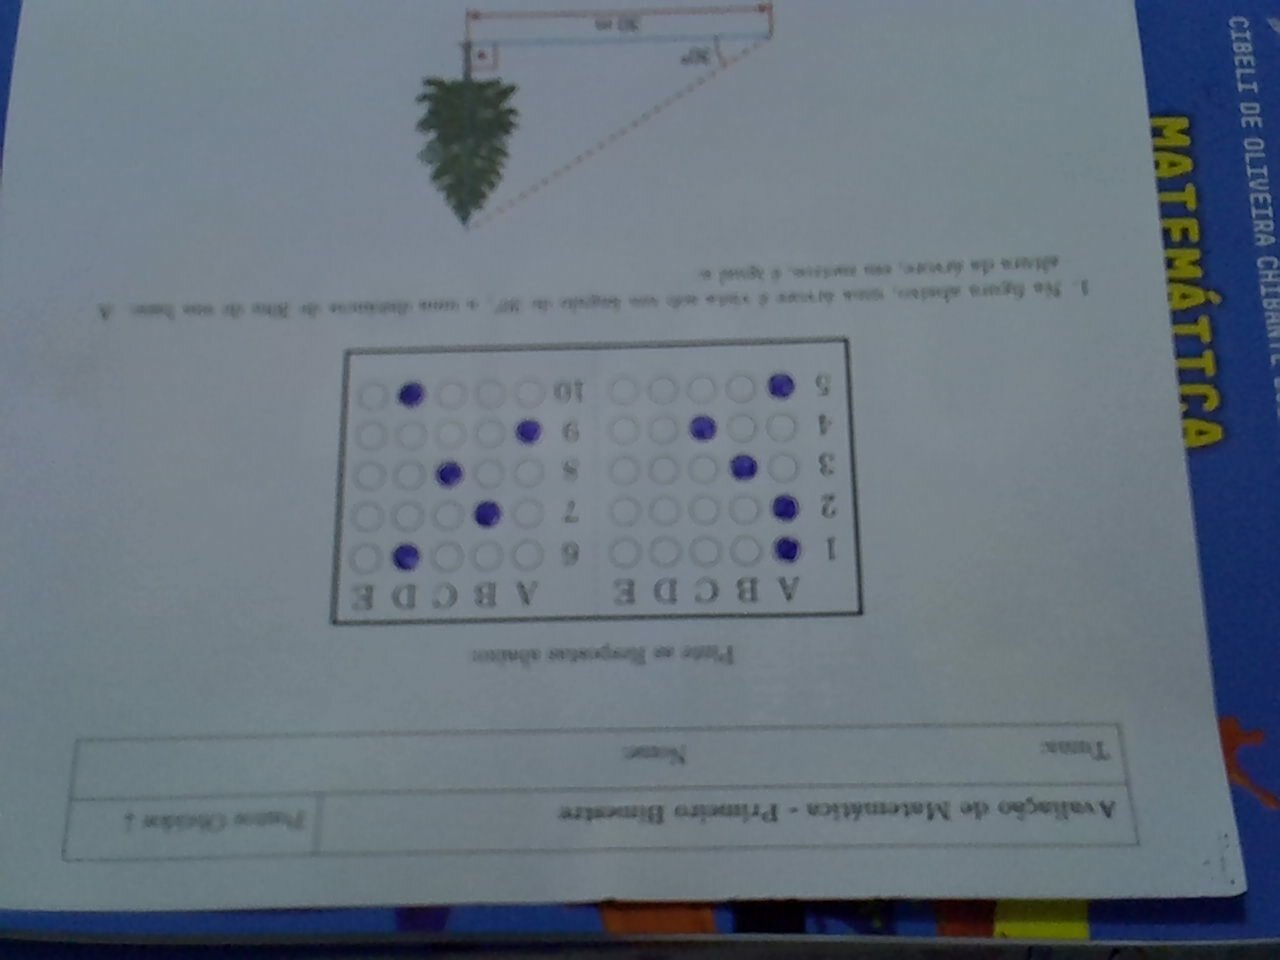 Avaliação de Matemática - Primeiro Bimestre
Pontos Obtidos ↓
Turma:
Nome:
Pinte as Respostas abaixo:
A B C D E A B C D E
1 6
2 7
3 8
4 9
5 10
1. Na figura abaixo, uma árvore é vista sob um ângulo de 30°, a uma distância de 30m de sua base. A
altura da árvore, em metros, é igual a:
30°
30 m
MATEMÁTICA
CIBELI DE OLIVEIRA CHIBANTE